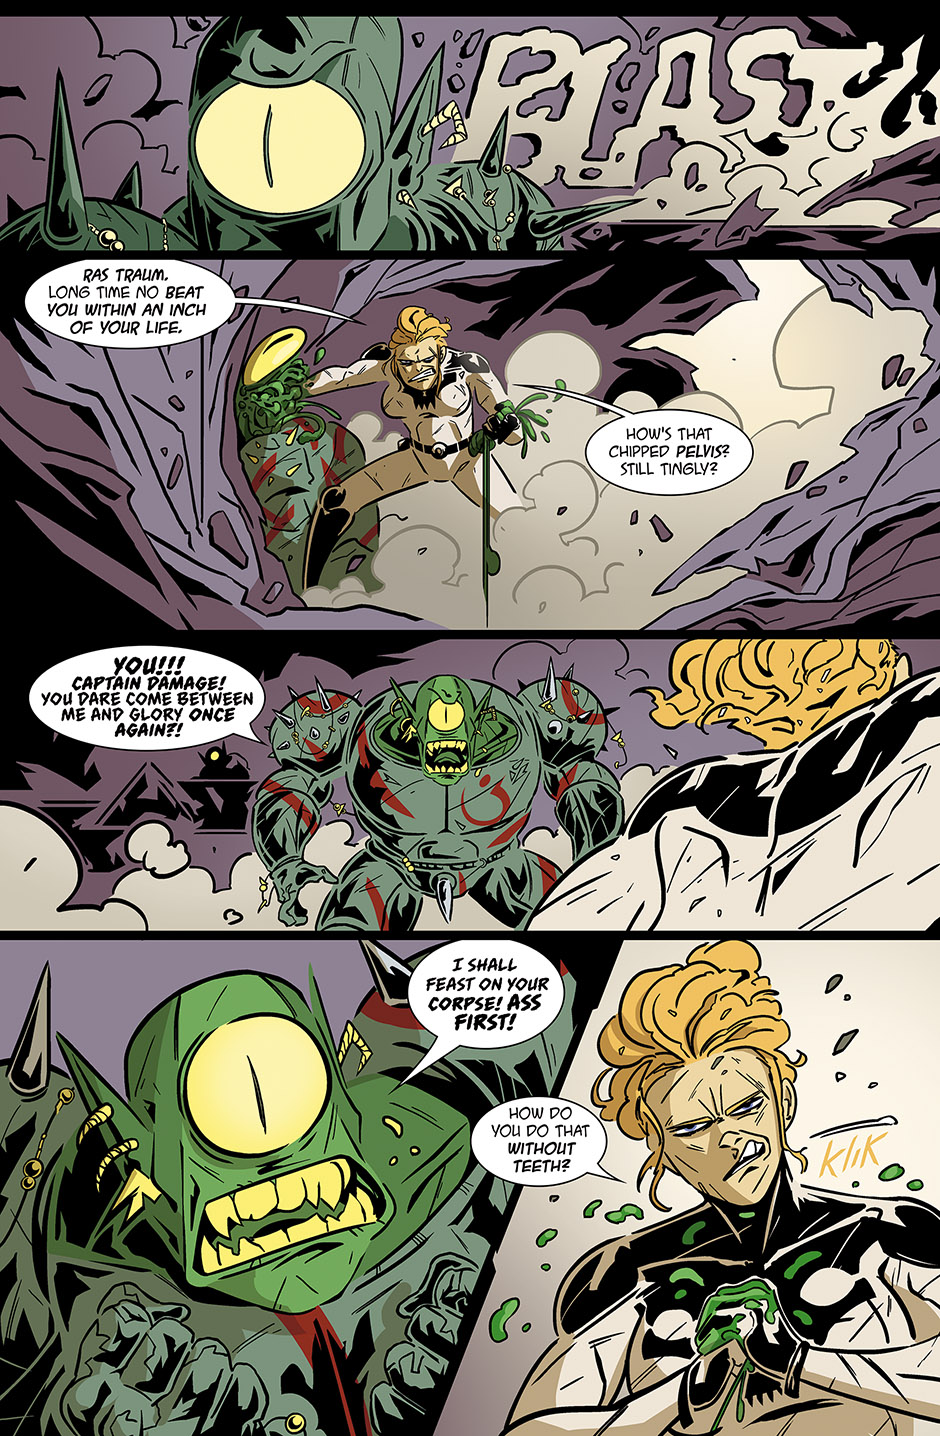 BLAST!
RAS TRAUM.
LONG TIME NO BEAT
YOU WITHIN AN INCH
OF YOUR LIFE.
HOW'S THAT
CHIPPED PELVIS?
STILL TINGLY?
YOU!!!
CAPTAIN DAMAGE!
YOU DARE COME BETWEEN
ME AND GLORY ONCE
AGAIN?!
I SHALL
FEAST ON YOUR
CORPSE! ASS
FIRST!
HOW DO
YOU DO THAT
WITHOUT
TEETH?
KLIK